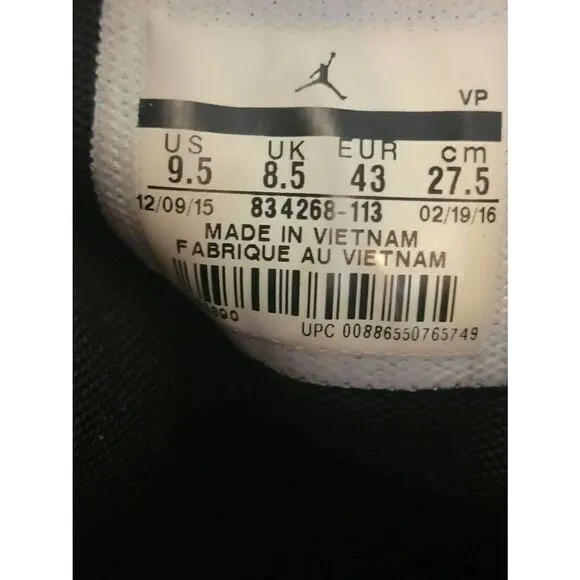 VP
US UK EUR cm
9.5 8.5 43 27.5
12/09/15 834268-113 02/19/16
MADE IN VIETNAM
FABRIQUE AU VIETNAM
UPC 00886550765749